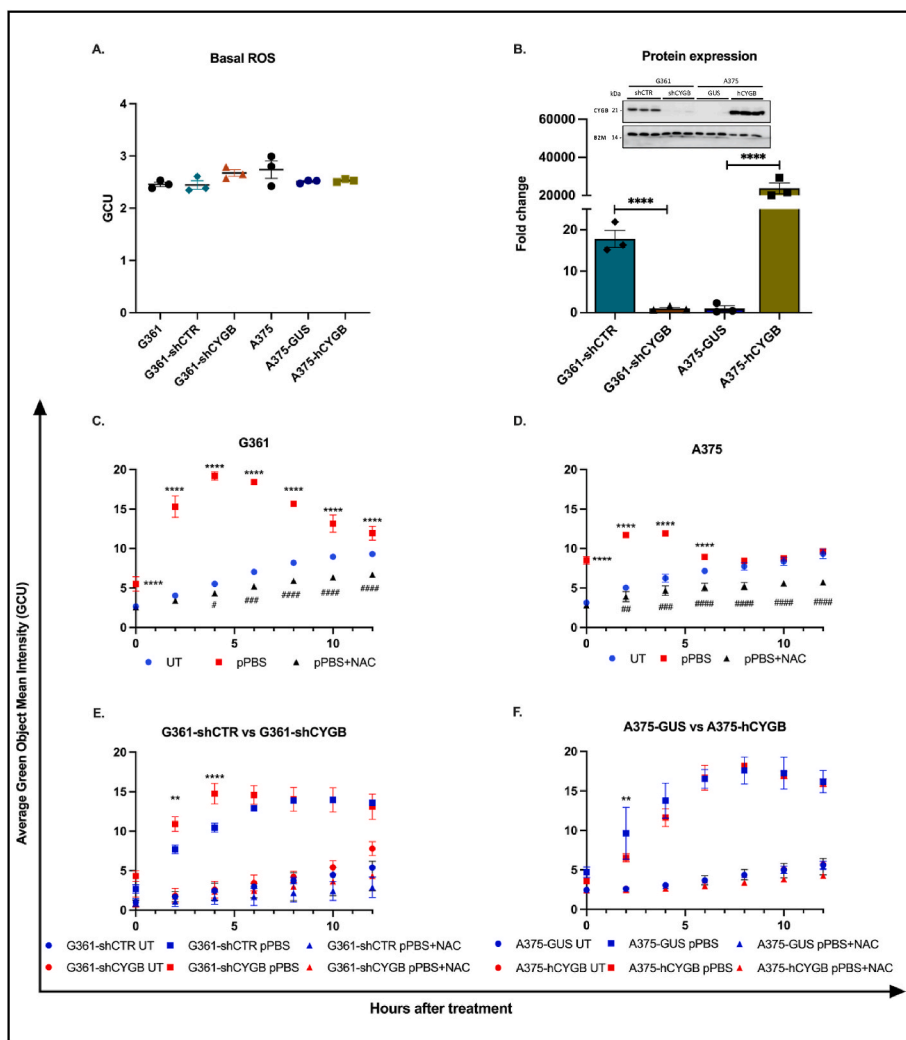 A.
Basal ROS
GCU
4
3
2
1
0
G361
G361-shCTR
G361-shCYGB
A375
A375-GUS
A375-hCYGB
B.
Protein expression
G361 A375
kDa shCTR shCYGB GUS hCYGB
CYGB 21
B2M 14
Fold change
60000
40000
20000
20
10
0
****
****
G361-shCTR
G361-shCYGB
A375-GUS
A375-hCYGB
Average Green Object Mean Intensity (GCU)
C.
G361
20
15
10
5
0
****
****
****
****
****
****
****
#
###
####
####
####
0 5 10
UT pPBS pPBS+NAC
D.
A375
20
15
10
5
0
****
****
****
****
##
###
####
####
####
####
0 5 10
UT pPBS pPBS+NAC
E.
G361-shCTR vs G361-shCYGB
20
15
10
5
0
**
****
0 5 10
G361-shCTR UT G361-shCTR pPBS G361-shCTR pPBS+NAC
G361-shCYGB UT G361-shCYGB pPBS G361-shCYGB pPBS+NAC
F.
A375-GUS vs A375-hCYGB
20
15
10
5
0
**
0 5 10
A375-GUS UT A375-GUS pPBS A375-GUS pPBS+NAC
A375-hCYGB UT A375-hCYGB pPBS A375-hCYGB pPBS+NAC
Hours after treatment